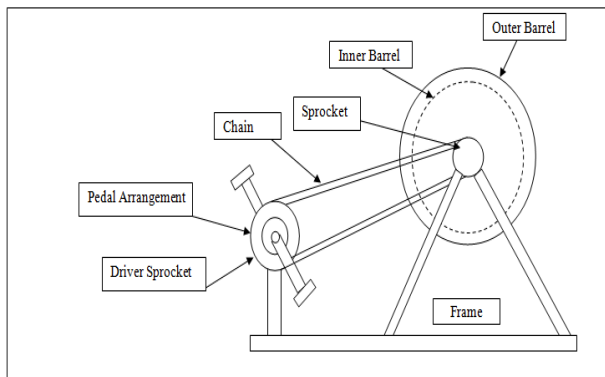 Outer Barrel
Inner Barrel
Sprocket
Chain
Pedal Arrangement
Driver Sprocket
Frame